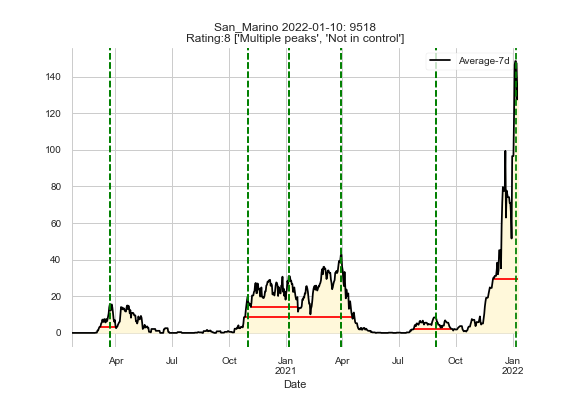 San_Marino 2022-01-10: 9518
Rating:8 ['Multiple peaks', 'Not in control']
Average-7d
140
120
100
80
60
40
20
0
Apr Jul Oct Jan Apr Jul Oct Jan
2021 2022
Date